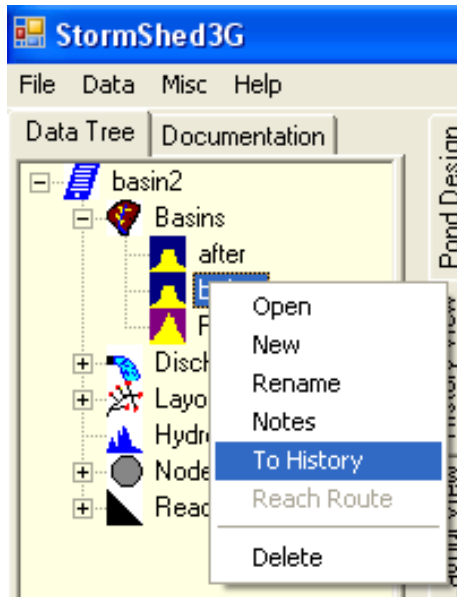 StormShed3G
File Data Misc Help
Data Tree Documentation
Pond Design
basin2
Basins
after
Open
New
Rename
Notes
To History
Reach Route
Delete